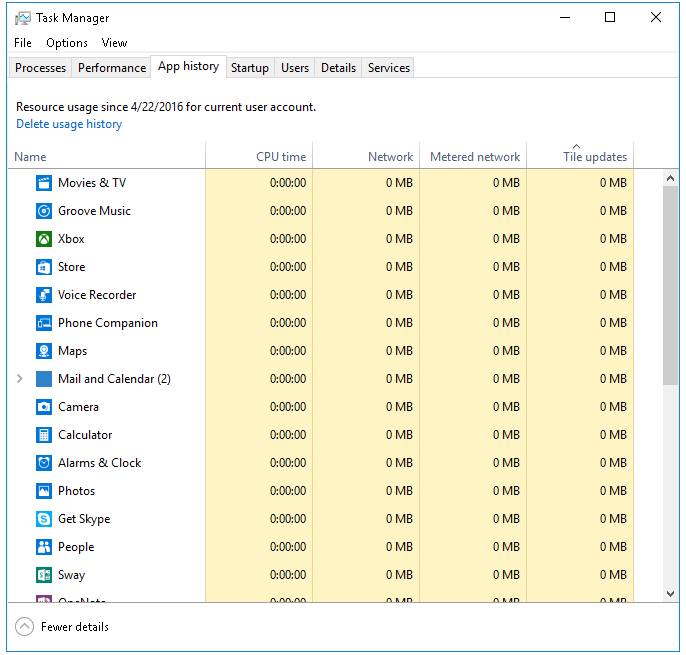 Task Manager
File Options View
Processes Performance App history Startup Users Details Services
Resource usage since 4/22/2016 for current user account.
Delete usage history
Name CPU time Network Metered network Tile updates
Movies & TV 0:00:00 0 MB 0 MB 0 MB
Groove Music 0:00:00 0 MB 0 MB 0 MB
Xbox 0:00:00 0 MB 0 MB 0 MB
Store 0:00:00 0 MB 0 MB 0 MB
Voice Recorder 0:00:00 0 MB 0 MB 0 MB
Phone Companion 0:00:00 0 MB 0 MB 0 MB
Maps 0:00:00 0 MB 0 MB 0 MB
Mail and Calendar (2) 0:00:00 0 MB 0 MB 0 MB
Camera 0:00:00 0 MB 0 MB 0 MB
Calculator 0:00:00 0 MB 0 MB 0 MB
Alarms & Clock 0:00:00 0 MB 0 MB 0 MB
Photos 0:00:00 0 MB 0 MB 0 MB
Get Skype 0:00:00 0 MB 0 MB 0 MB
People 0:00:00 0 MB 0 MB 0 MB
Sway 0:00:00 0 MB 0 MB 0 MB
OneNote 0:00:00 0 MB 0 MB 0 MB
Fewer details